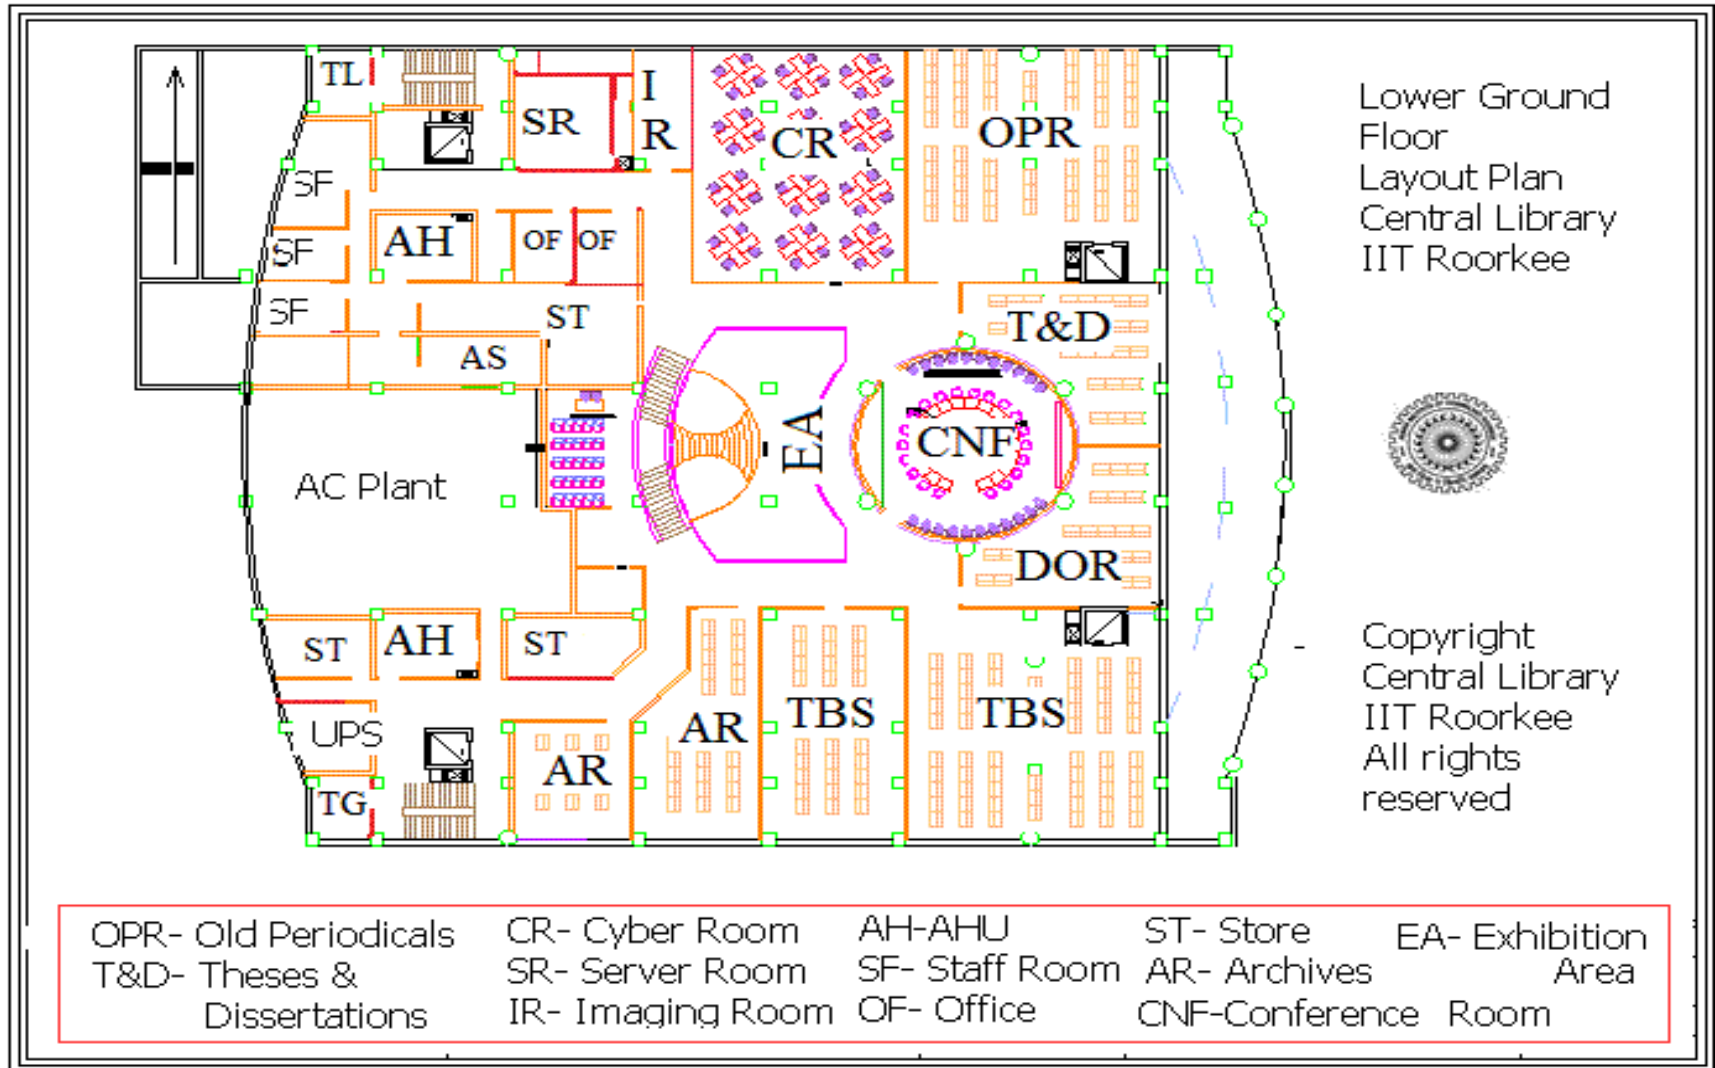 Lower Ground
Floor
Layout Plan
Central Library
IIT Roorkee
TL
SR
I
R
CR
OPR
SF
AH
OF
OF
SF
SF
ST
AS
T&D
EA
CNF
AC Plant
DOR
ST
AH
ST
UPS
AR
AR
TBS
TBS
TG
Copyright
Central Library
IIT Roorkee
All rights
reserved
OPR- Old Periodicals
T&D- Theses &
Dissertations
CR- Cyber Room
SR- Server Room
IR- Imaging Room
AH-AHU
SF- Staff Room
OF- Office
ST- Store
AR- Archives
CNF-Conference Room
EA- Exhibition
Area